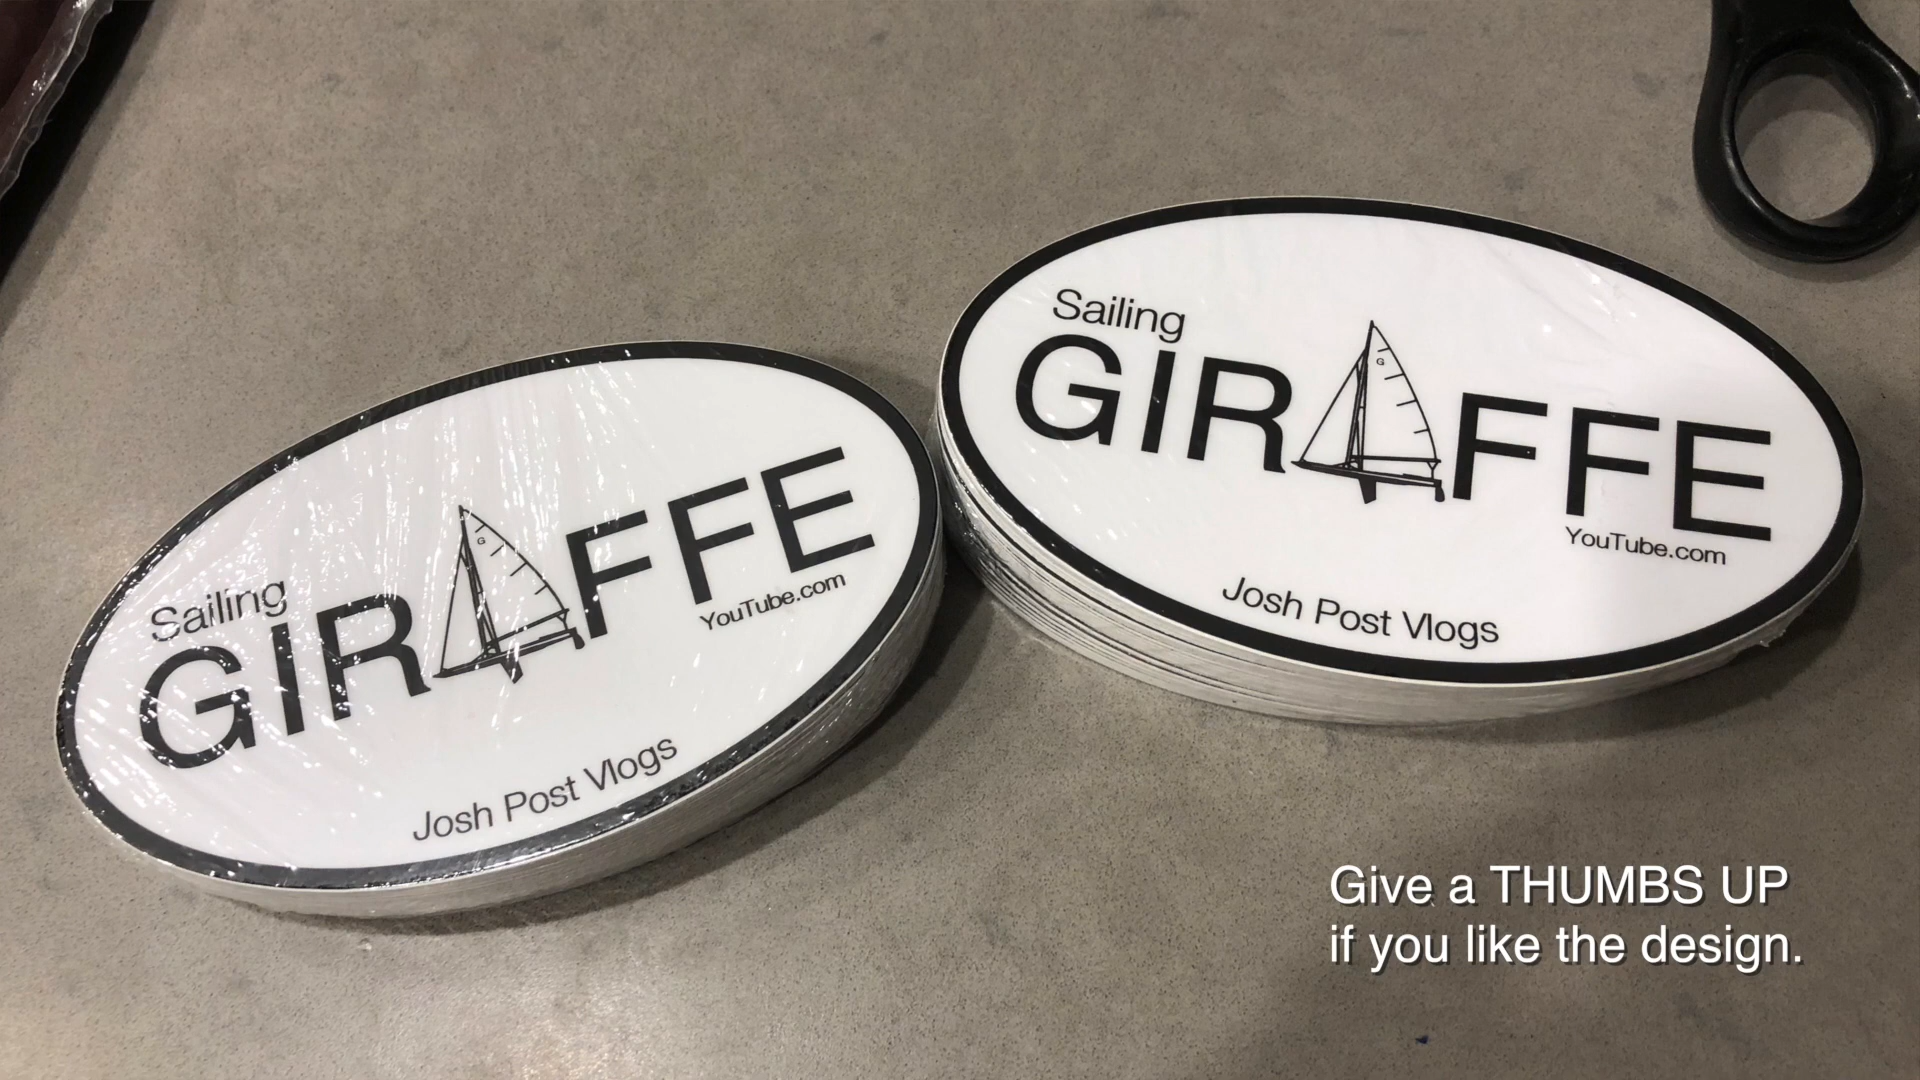 Sailing
GIRAFFE
YouTube.com
Josh Post Vlogs
Sailing
G
GIRAFFE
YouTube.com
Josh Post Vlogs
G
Give a THUMBS UP
if you like the design.